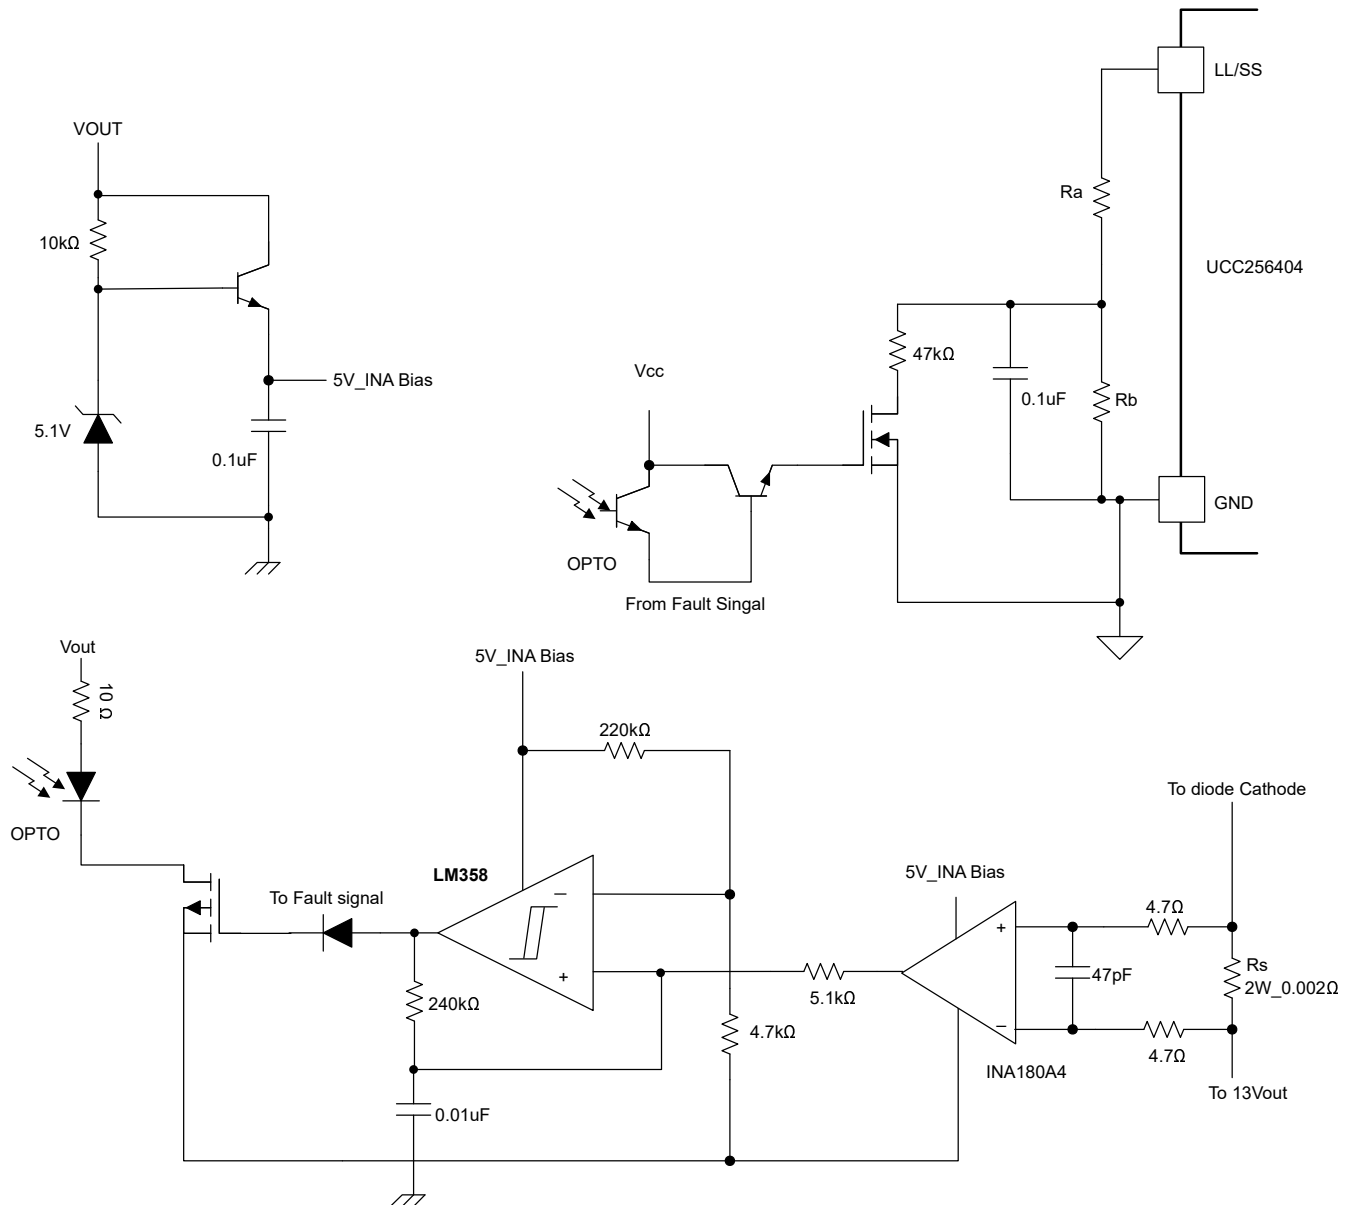 LL/SS
VOUT
Ra
10kΩ
UCC256404
47kΩ
Vcc
5V_INA Bias
0.1uF
Rb
5.1V
0.1uF
GND
OPTO
From Fault Singal
Vout
5V_INA Bias
10 Ω
220kΩ
To diode Cathode
OPTO
LM358
5V_INA Bias
−
To Fault signal
4.7Ω
+
+
Rs
47pF
2W_0.002Ω
5.1kΩ
240kΩ
−
4.7kΩ
4.7Ω
INA180A4
To 13Vout
0.01uF